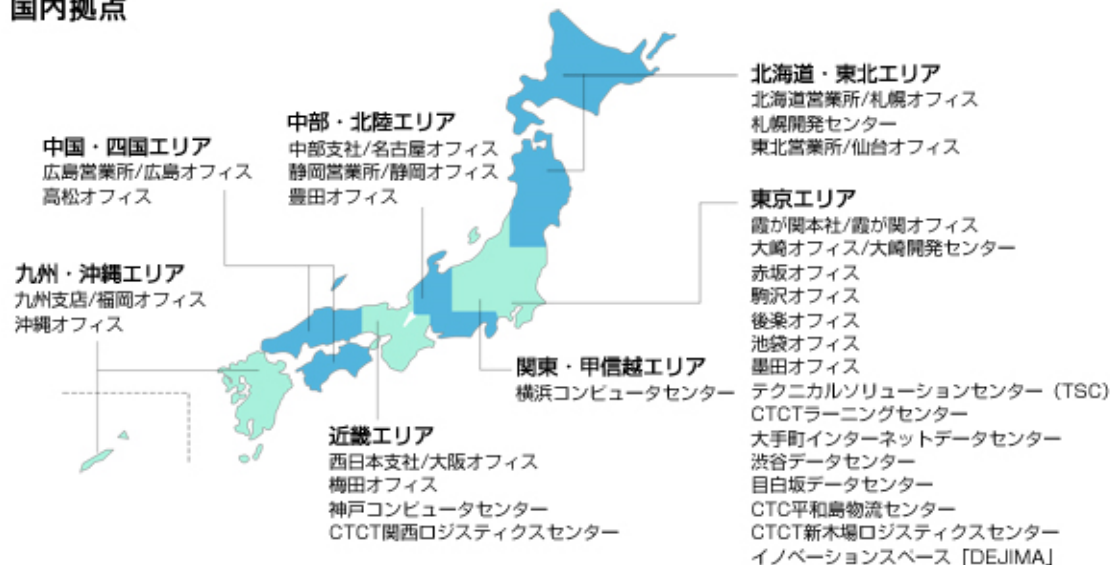 国内拠点
北海道・東北エリア
北海道営業所/札幌オフィス
札幌開発センター
東北営業所/仙台オフィス
中部・北陸エリア
中部支社/名古屋オフィス
静岡営業所/静岡オフィス
豊田オフィス
中国・四国エリア
広島営業所/広島オフィス
高松オフィス
東京エリア
霞が関本社/霞が関オフィス
大崎オフィス/大崎開発センター
赤坂オフィス
駒沢オフィス
後楽オフィス
池袋オフィス
墨田オフィス
テクニカルソリューションセンター（TSC）
CTCTラーニングセンター
大手町インターネットデータセンター
渋谷データセンター
目白坂データセンター
CTC平和島物流センター
CTCT新木場ロジスティクスセンター
イノベーションスペース「DEJIMA」
九州・沖縄エリア
九州支店/福岡オフィス
沖縄オフィス
関東・甲信越エリア
横浜コンピュータセンター
近畿エリア
西日本支社/大阪オフィス
梅田オフィス
神戸コンピュータセンター
CTCT関西ロジスティクスセンター